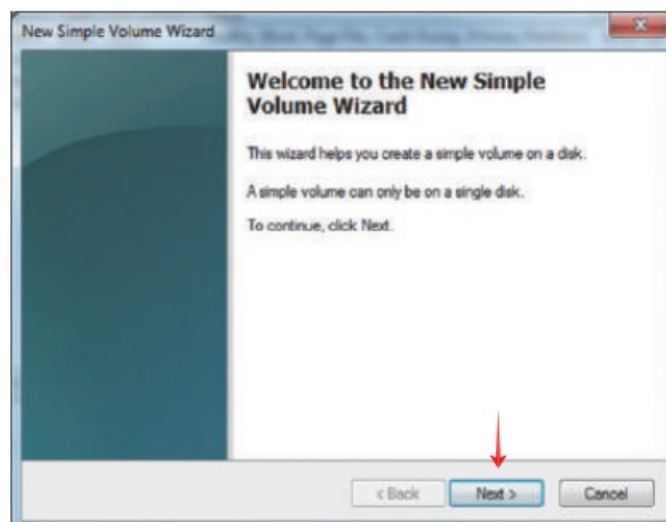 New Simple Volume Wizard
Welcome to the New Simple
Volume Wizard
This wizard helps you create a simple volume on a disk.
A simple volume can only be on a single disk.
To continue, click Next.
< Back
Next >
Cancel